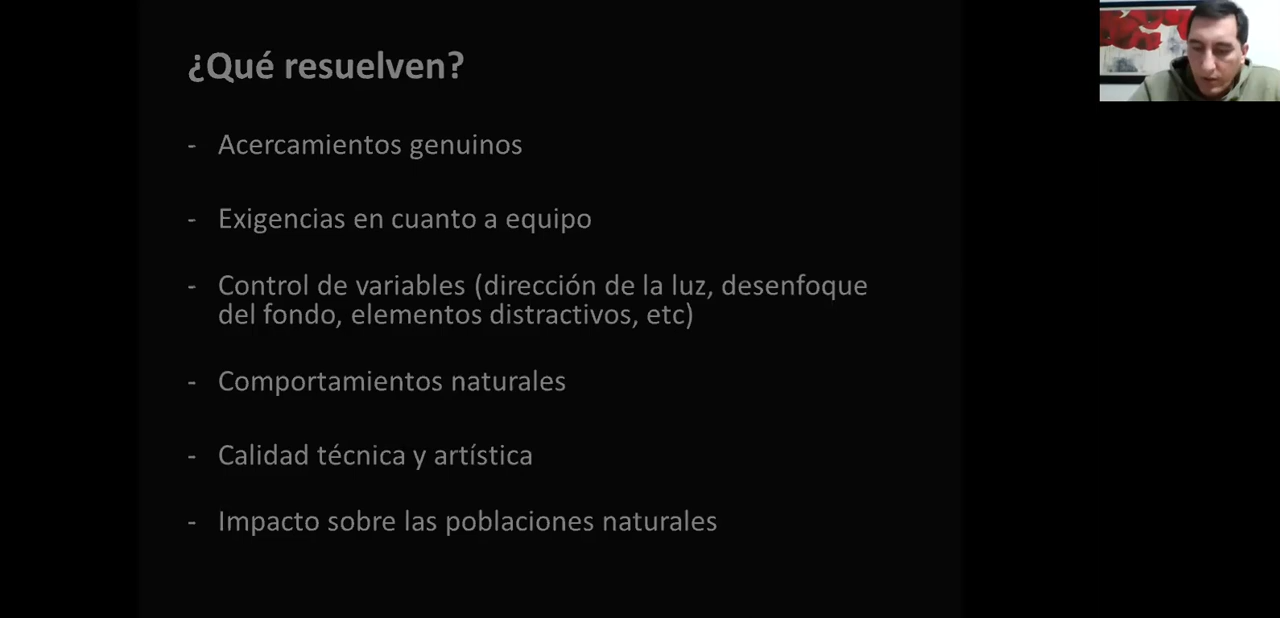 ¿Qué resuelven?
- Acercamientos genuinos
- Exigencias en cuanto a equipo
- Control de variables (dirección de la luz, desenfoque
del fondo, elementos distractivos, etc)
- Comportamientos naturales
- Calidad técnica y artística
- Impacto sobre las poblaciones naturales